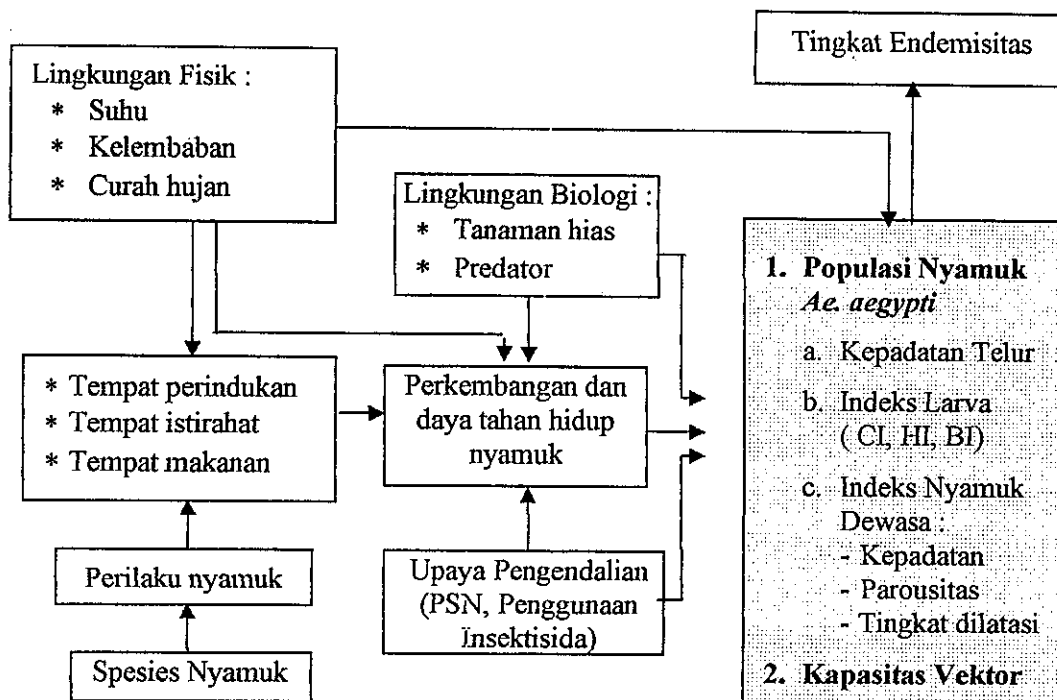 Tingkat Endemisitas
Lingkungan Fisik :
* Suhu
* Kelembaban
* Curah hujan
Lingkungan Biologi :
* Tanaman hias
* Predator
* Tempat perindukan
* Tempat istirahat
* Tempat makanan
Perkembangan dan
daya tahan hidup
nyamuk
Perilaku nyamuk
Spesies Nyamuk
Upaya Pengendalian
(PSN, Penggunaan
Insektisida)
1. Populasi Nyamuk
Ae. aegypti
a. Kepadatan Telur
b. Indeks Larva
( CI, HI, BI)
c. Indeks Nyamuk
Dewasa :
- Kepadatan
- Parousitas
- Tingkat dilatasi
2. Kapasitas Vektor